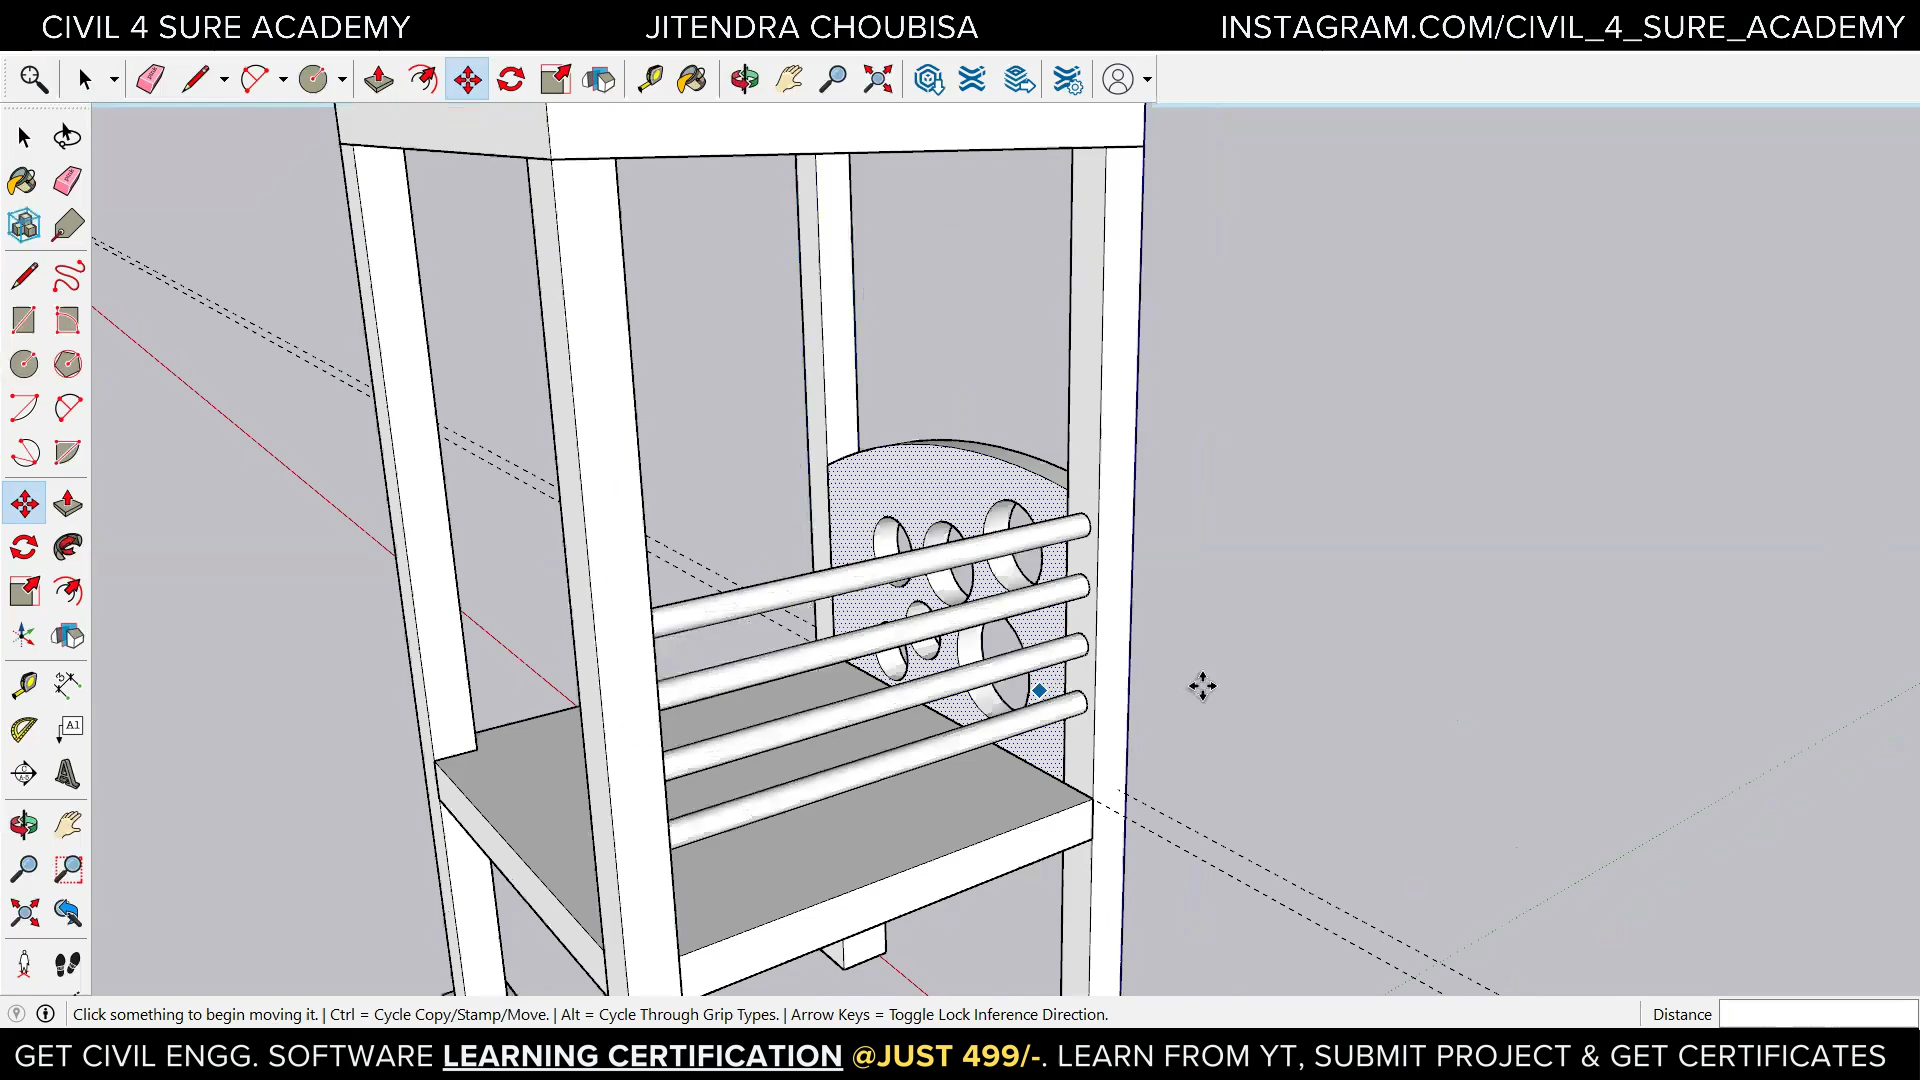 CIVIL 4 SURE ACADEMY
JITENDRA CHOUBISA
INSTAGRAM.COM/CIVIL_4_SURE_ACADEMY
A1
Click something to begin moving it. | Ctrl = Cycle Copy/Stamp/Move. | Alt = Cycle Through Grip Types. | Arrow Keys = Toggle Lock Inference Direction.
Distance
GET CIVIL ENGG. SOFTWARE LEARNING CERTIFICATION @JUST 499/-. LEARN FROM YT, SUBMIT PROJECT & GET CERTIFICATES